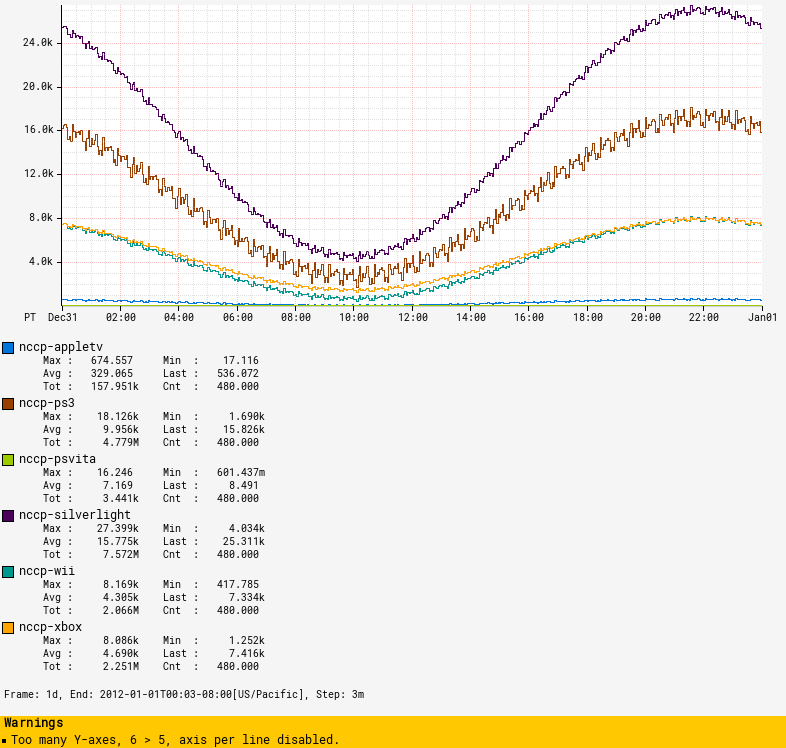 24.0k
20.0k
16.0k
12.0k
8.0k
4.0k
PT Dec31 02:00 04:00 06:00 08:00 10:00 12:00 14:00 16:00 18:00 20:00 22:00 Jan01
nccp-appletv
Max : 674.557 Min : 17.116
Avg : 329.065 Last : 536.072
Tot : 157.951k Cnt : 480.000
nccp-ps3
Max : 18.126k Min : 1.690k
Avg : 9.956k Last : 15.826k
Tot : 4.779M Cnt : 480.000
nccp-psvita
Max : 16.246 Min : 601.437m
Avg : 7.169 Last : 8.491
Tot : 3.441k Cnt : 480.000
nccp-silverlight
Max : 27.399k Min : 4.034k
Avg : 15.775k Last : 25.311k
Tot : 7.572M Cnt : 480.000
nccp-wii
Max : 8.169k Min : 417.785
Avg : 4.305k Last : 7.334k
Tot : 2.066M Cnt : 480.000
nccp-xbox
Max : 8.086k Min : 1.252k
Avg : 4.690k Last : 7.416k
Tot : 2.251M Cnt : 480.000
Frame: 1d, End: 2012-01-01T00:03-08:00[US/Pacific], Step: 3m
Warnings
▪ Too many Y-axes, 6 > 5, axis per line disabled.